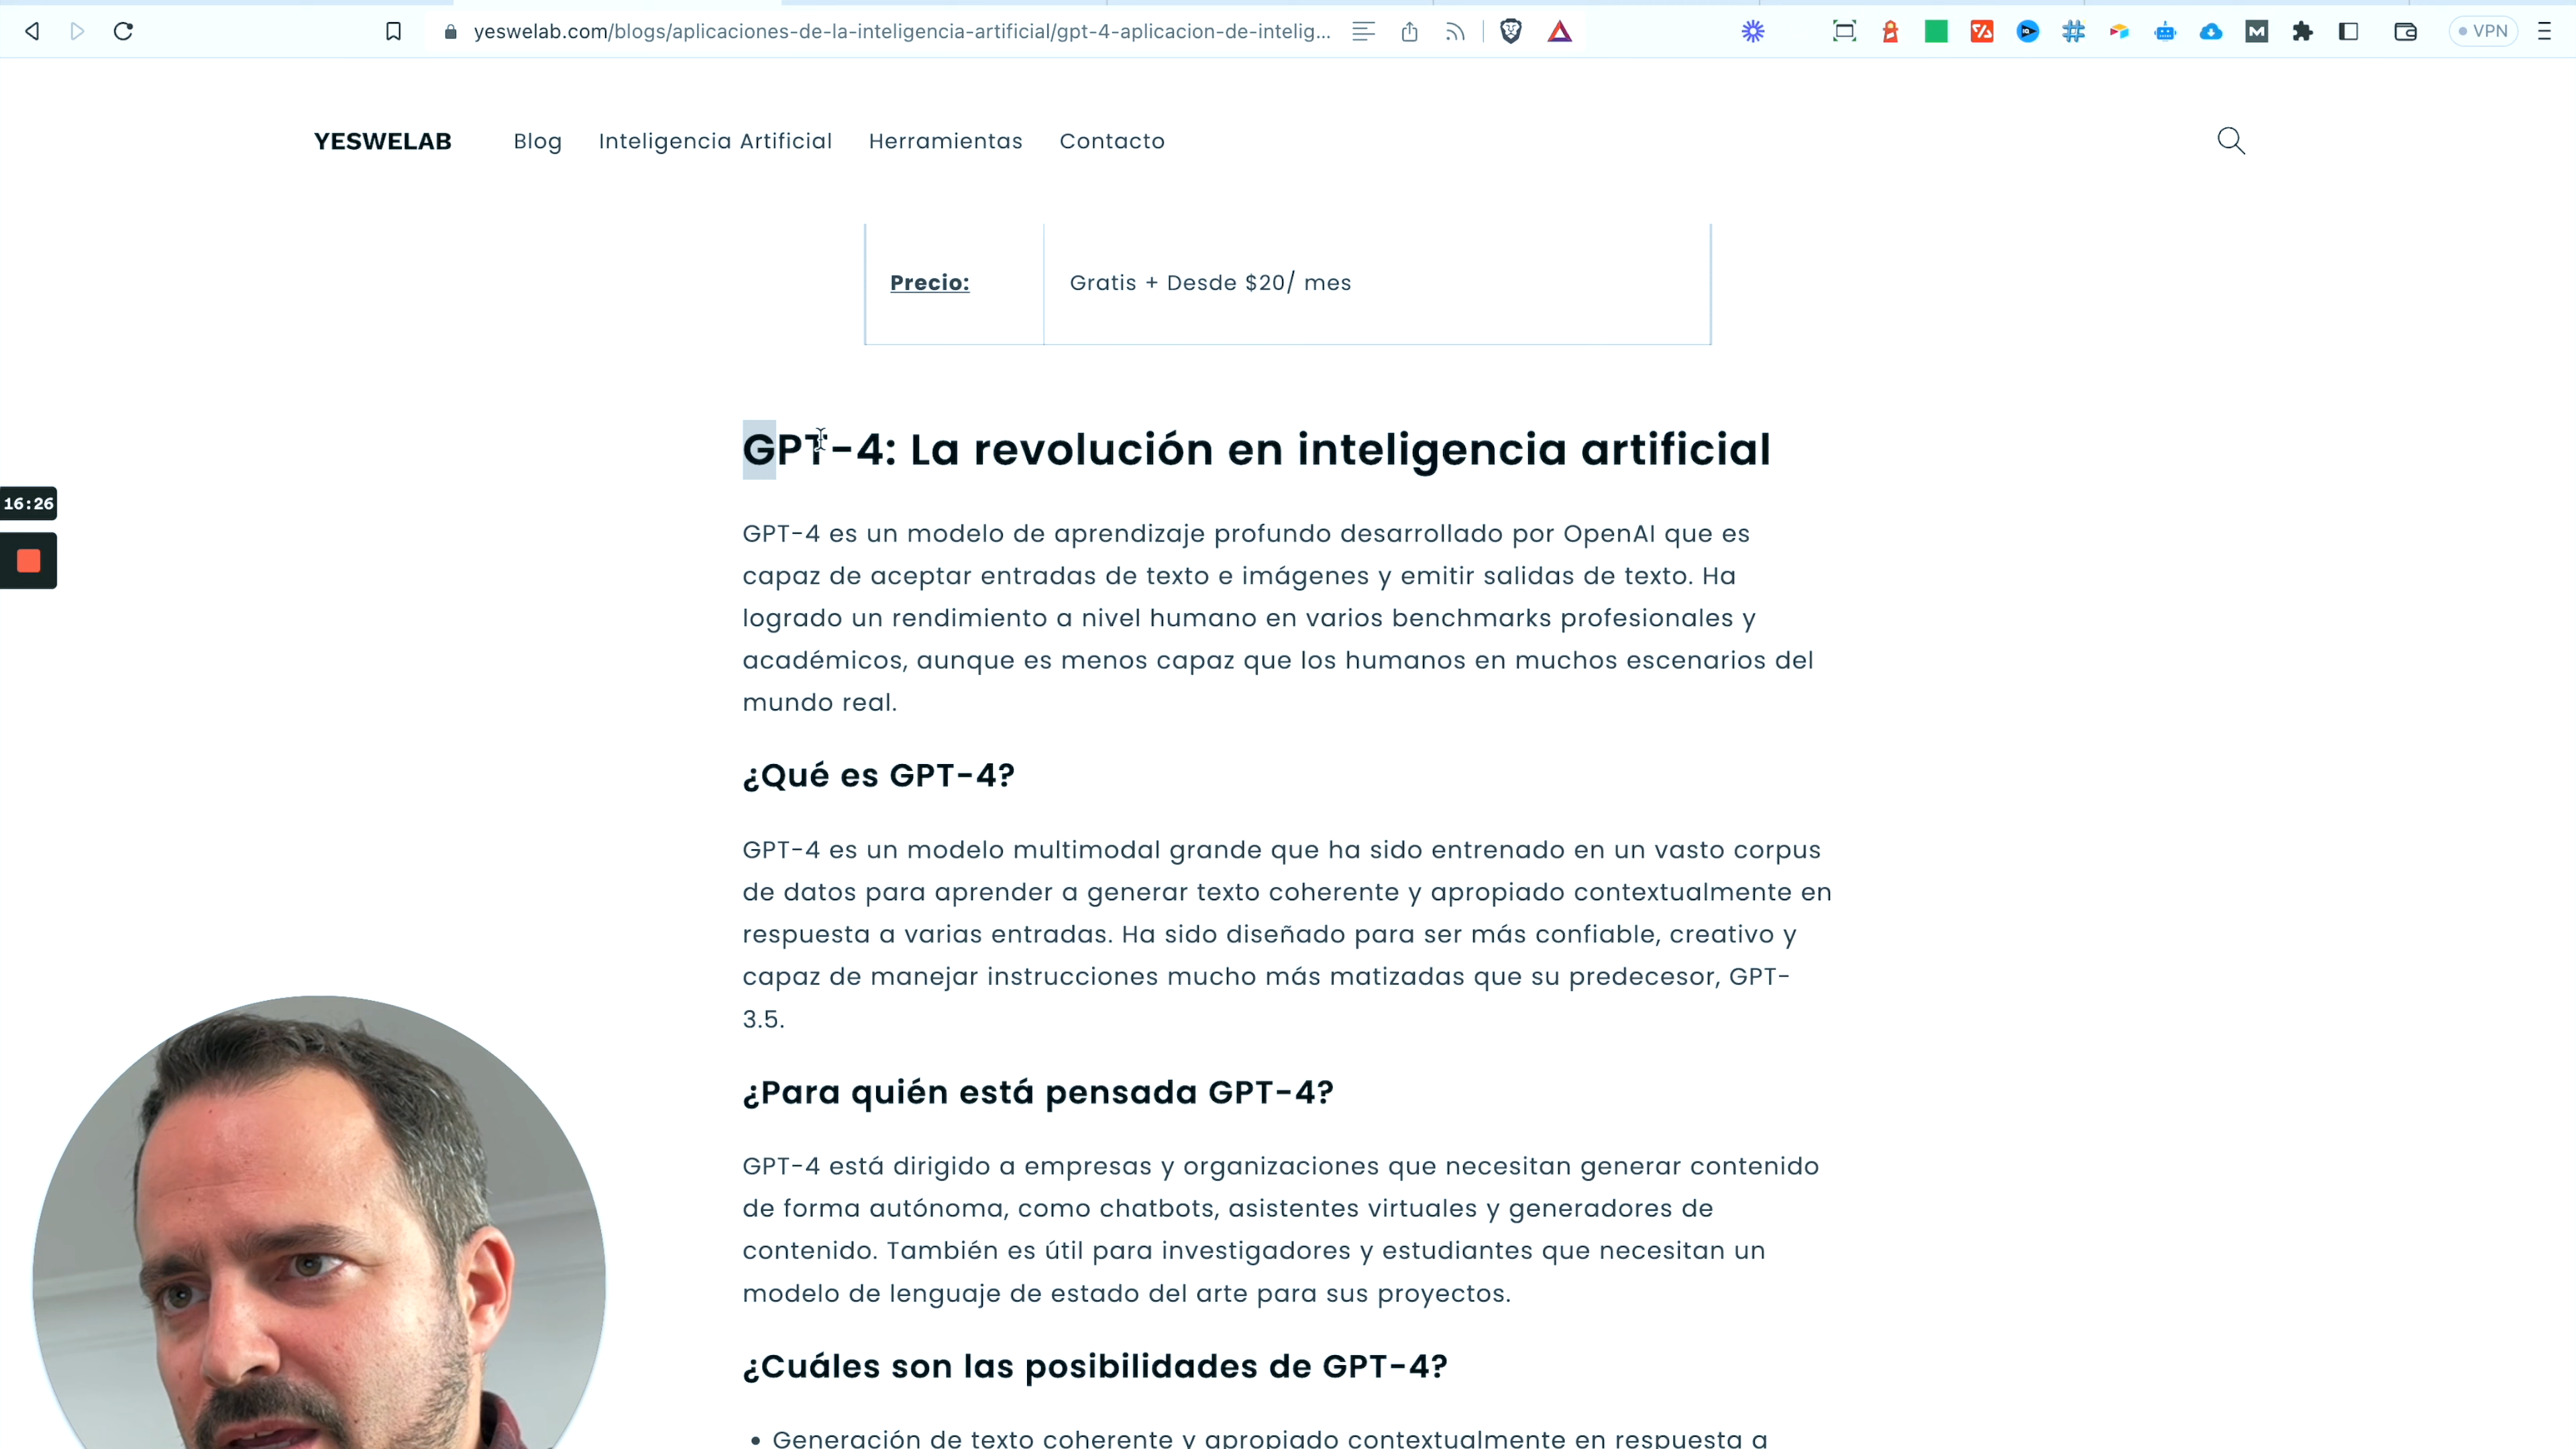 yeswelab.com/blogs/aplicaciones-de-la-inteligencia-artificial/gpt-4-aplicacion-de-intelig...
VPN
YESWELAB
Blog
Inteligencia Artificial
Herramientas
Contacto
Precio:
Gratis + Desde $20/ mes
GPT-4: La revolución en inteligencia artificial
16:26
GPT-4 es un modelo de aprendizaje profundo desarrollado por OpenAI que es
capaz de aceptar entradas de texto e imágenes y emitir salidas de texto. Ha
logrado un rendimiento a nivel humano en varios benchmarks profesionales y
académicos, aunque es menos capaz que los humanos en muchos escenarios del
mundo real.
¿Qué es GPT-4?
GPT-4 es un modelo multimodal grande que ha sido entrenado en un vasto corpus
de datos para aprender a generar texto coherente y apropiado contextualmente en
respuesta a varias entradas. Ha sido diseñado para ser más confiable, creativo y
capaz de manejar instrucciones mucho más matizadas que su predecesor, GPT-
3.5.
¿Para quién está pensada GPT-4?
GPT-4 está dirigido a empresas y organizaciones que necesitan generar contenido
de forma autónoma, como chatbots, asistentes virtuales y generadores de
contenido. También es útil para investigadores y estudiantes que necesitan un
modelo de lenguaje de estado del arte para sus proyectos.
¿Cuáles son las posibilidades de GPT-4?
• Generación de texto coherente y apropiado contextualmente en respuesta a